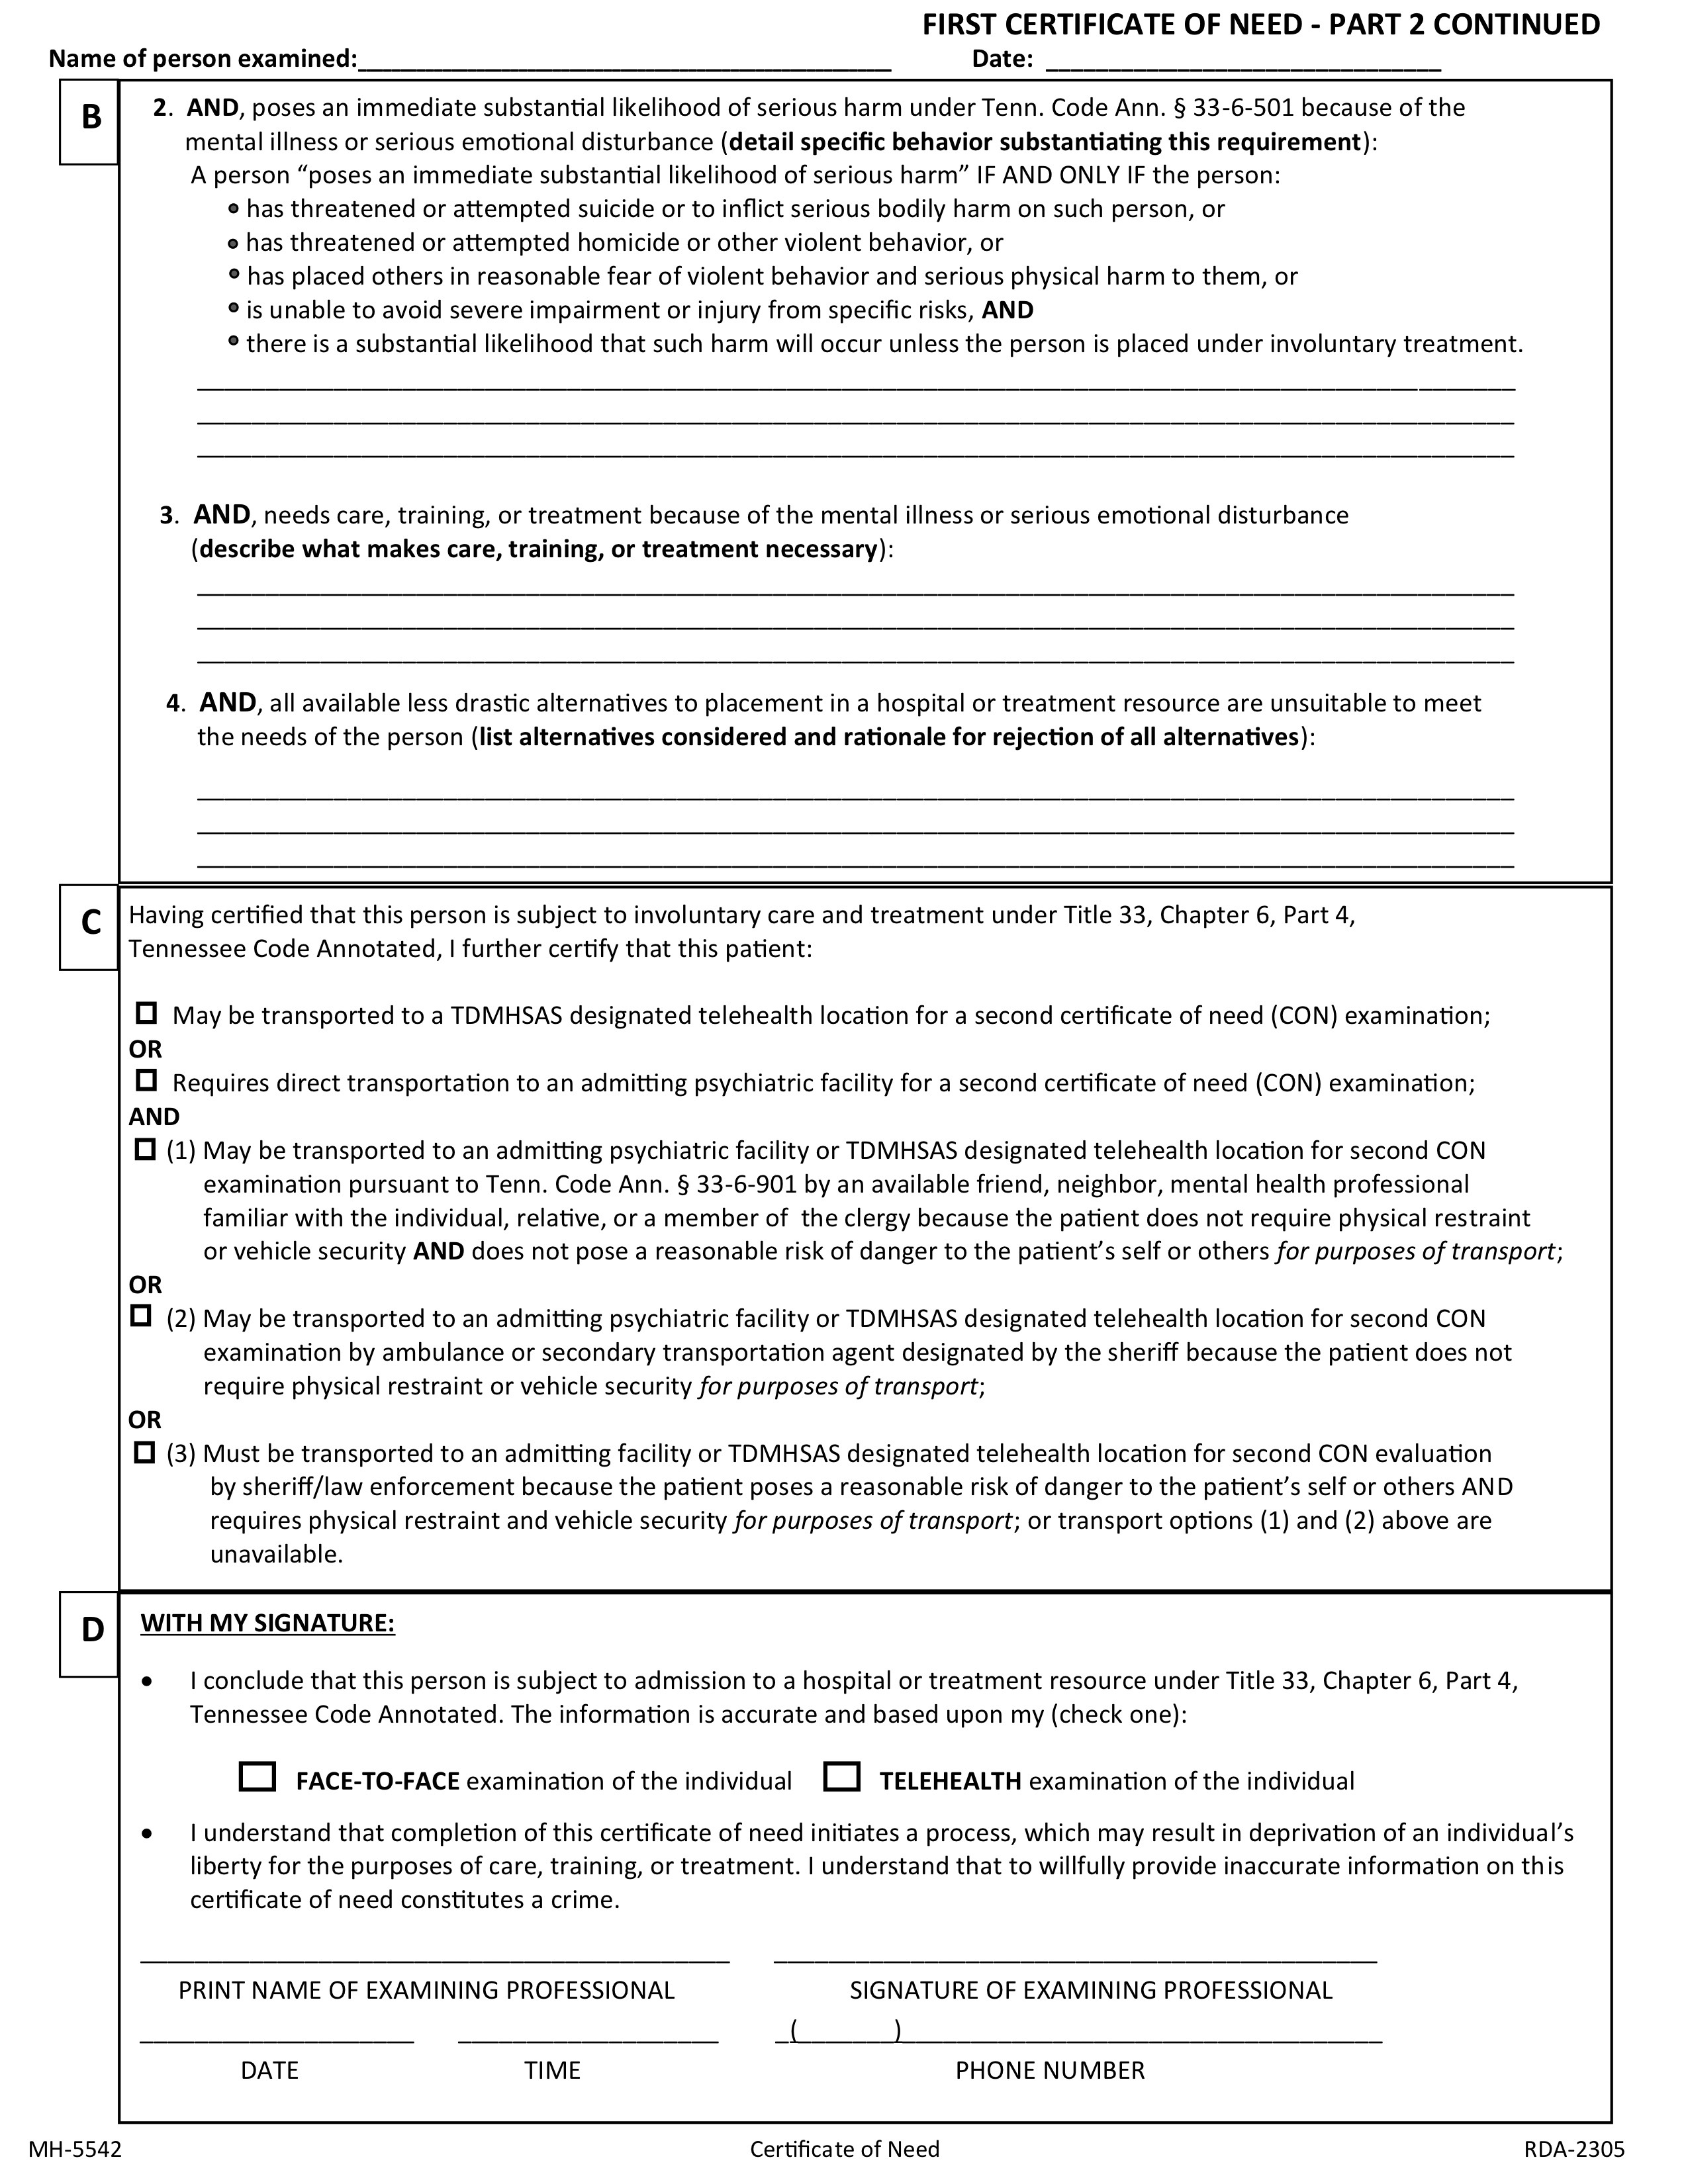 FIRST CERTIFICATE OF NEED - PART 2 CONTINUED
Name of person examined:________________________________________ Date: ______________________________
B
2. AND, poses an immediate substantial likelihood of serious harm under Tenn. Code Ann. § 33-6-501 because of the
mental illness or serious emotional disturbance (detail specific behavior substantiating this requirement):
A person “poses an immediate substantial likelihood of serious harm” IF AND ONLY IF the person:
• has threatened or attempted suicide or to inflict serious bodily harm on such person, or
• has threatened or attempted homicide or other violent behavior, or
• has placed others in reasonable fear of violent behavior and serious physical harm to them, or
• is unable to avoid severe impairment or injury from specific risks, AND
• there is a substantial likelihood that such harm will occur unless the person is placed under involuntary treatment.
3. AND, needs care, training, or treatment because of the mental illness or serious emotional disturbance
(describe what makes care, training, or treatment necessary):
4. AND, all available less drastic alternatives to placement in a hospital or treatment resource are unsuitable to meet
the needs of the person (list alternatives considered and rationale for rejection of all alternatives):
C
Having certified that this person is subject to involuntary care and treatment under Title 33, Chapter 6, Part 4,
Tennessee Code Annotated, I further certify that this patient:
☐ May be transported to a TDMHSAS designated telehealth location for a second certificate of need (CON) examination;
OR
☐ Requires direct transportation to an admitting psychiatric facility for a second certificate of need (CON) examination;
AND
☐ (1) May be transported to an admitting psychiatric facility or TDMHSAS designated telehealth location for second CON
examination pursuant to Tenn. Code Ann. § 33-6-901 by an available friend, neighbor, mental health professional
familiar with the individual, relative, or a member of the clergy because the patient does not require physical restraint
or vehicle security AND does not pose a reasonable risk of danger to the patient’s self or others for purposes of transport;
OR
☐ (2) May be transported to an admitting psychiatric facility or TDMHSAS designated telehealth location for second CON
examination by ambulance or secondary transportation agent designated by the sheriff because the patient does not
require physical restraint or vehicle security for purposes of transport;
OR
☐ (3) Must be transported to an admitting facility or TDMHSAS designated telehealth location for second CON evaluation
by sheriff/law enforcement because the patient poses a reasonable risk of danger to the patient’s self or others AND
requires physical restraint and vehicle security for purposes of transport; or transport options (1) and (2) above are
unavailable.
D
WITH MY SIGNATURE:
• I conclude that this person is subject to admission to a hospital or treatment resource under Title 33, Chapter 6, Part 4,
Tennessee Code Annotated. The information is accurate and based upon my (check one):
☐ FACE-TO-FACE examination of the individual ☐ TELEHEALTH examination of the individual
• I understand that completion of this certificate of need initiates a process, which may result in deprivation of an individual’s
liberty for the purposes of care, training, or treatment. I understand that to willfully provide inaccurate information on this
certificate of need constitutes a crime.
PRINT NAME OF EXAMINING PROFESSIONAL SIGNATURE OF EXAMINING PROFESSIONAL
_(_______)___________________________________
DATE TIME PHONE NUMBER
MH-5542 Certificate of Need RDA-2305